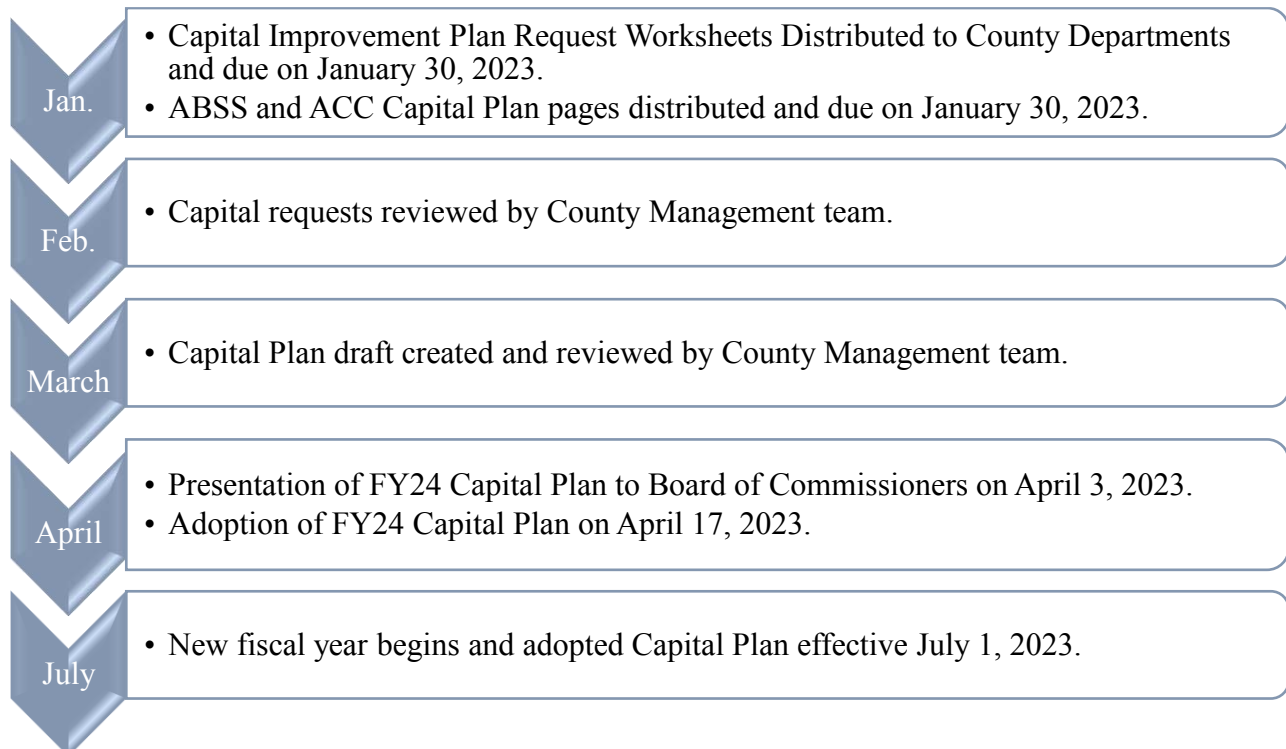 Jan.
• Capital Improvement Plan Request Worksheets Distributed to County Departments
and due on January 30, 2023.
• ABSS and ACC Capital Plan pages distributed and due on January 30, 2023.
Feb.
• Capital requests reviewed by County Management team.
March
• Capital Plan draft created and reviewed by County Management team.
April
• Presentation of FY24 Capital Plan to Board of Commissioners on April 3, 2023.
• Adoption of FY24 Capital Plan on April 17, 2023.
July
• New fiscal year begins and adopted Capital Plan effective July 1, 2023.